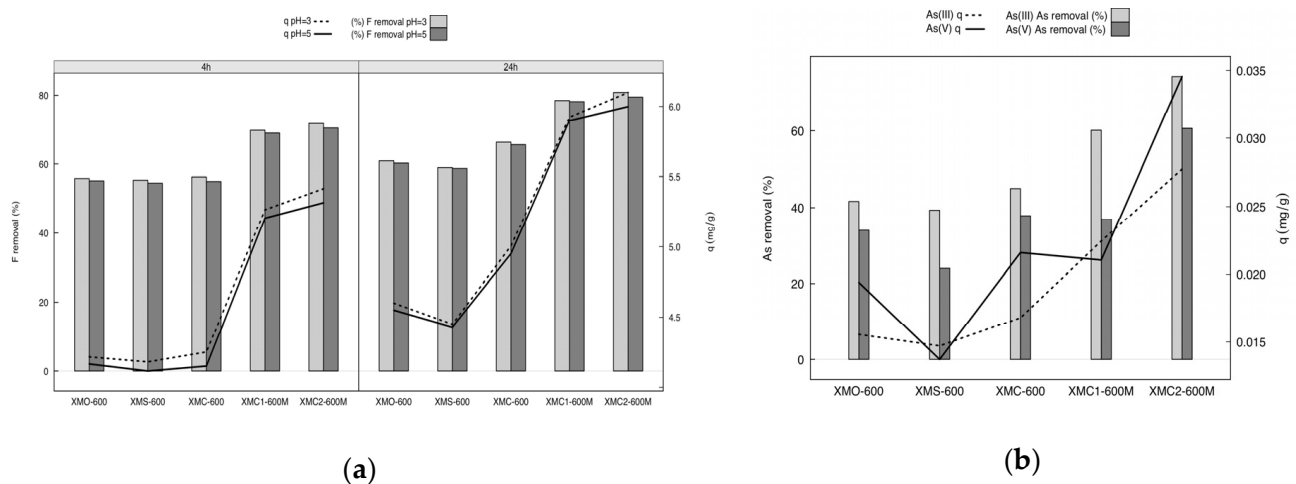 q pH=3 (%) F removal pH=3
q pH=5 (%) F removal pH=5
4h 24h
F removal (%)
80
60
40
20
0
6.0
5.5
5.0
4.5
q (mg/g)
XMO-600 XMS-600 XMC-600 XMC1-600M XMC2-600M XMO-600 XMS-600 XMC-600 XMC1-600M XMC2-600M
(a)
As(III) q As(III) As removal (%)
As(V) q As(V) As removal (%)
As removal (%)
60
40
20
0
0.035
0.030
0.025
0.020
0.015
q (mg/g)
XMO-600 XMS-600 XMC-600 XMC1-600M XMC2-600M
(b)